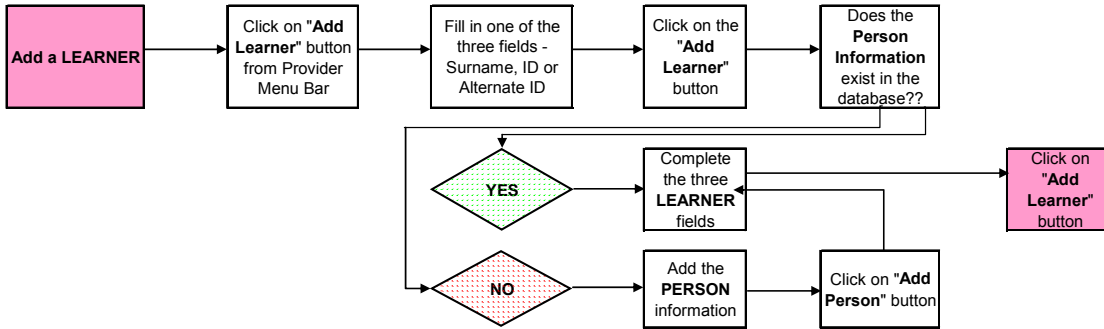 Add a LEARNER
Click on "Add
Learner" button
from Provider
Menu Bar
Fill in one of the
three fields -
Surname, ID or
Alternate ID
Click on the
"Add
Learner"
button
Does the
Person
Information
exist in the
database??
YES
Complete
the three
LEARNER
fields
Click on
"Add
Learner"
button
NO
Add the
PERSON
information
Click on "Add
Person" button